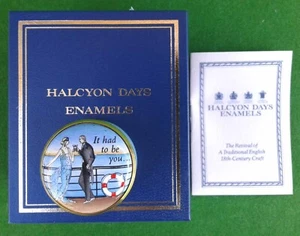 HALCYON DAYS
ENAMELS
It had
to be
you...
HALCYON DAYS
ENAMELS
The Revival of
A Traditional English
18th-Century Craft